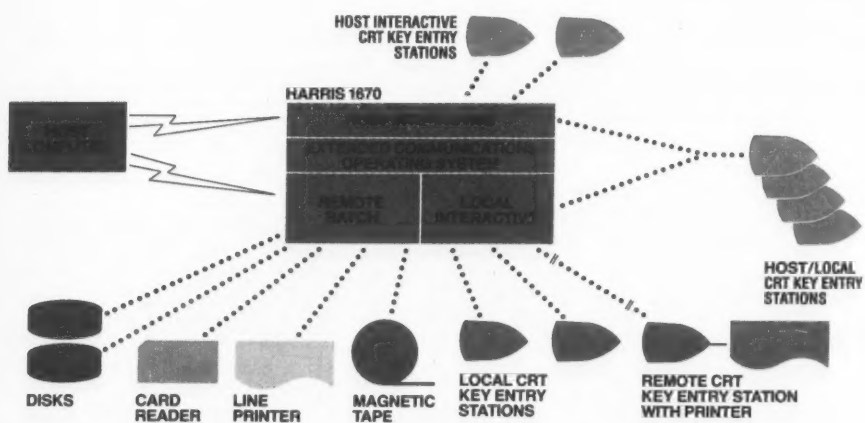 HOST INTERACTIVE
CRT KEY ENTRY
STATIONS
HARRIS 1670
HOST
COMPUTER
EXTENDED COMMUNICATIONS
OPERATING SYSTEM
REMOTE
BATCH
LOCAL
INTERACTIVE
HOST/LOCAL
CRT KEY ENTRY
STATIONS
DISKS
CARD
READER
LINE
PRINTER
MAGNETIC
TAPE
LOCAL CRT
KEY ENTRY
STATIONS
REMOTE CRT
KEY ENTRY STATION
WITH PRINTER